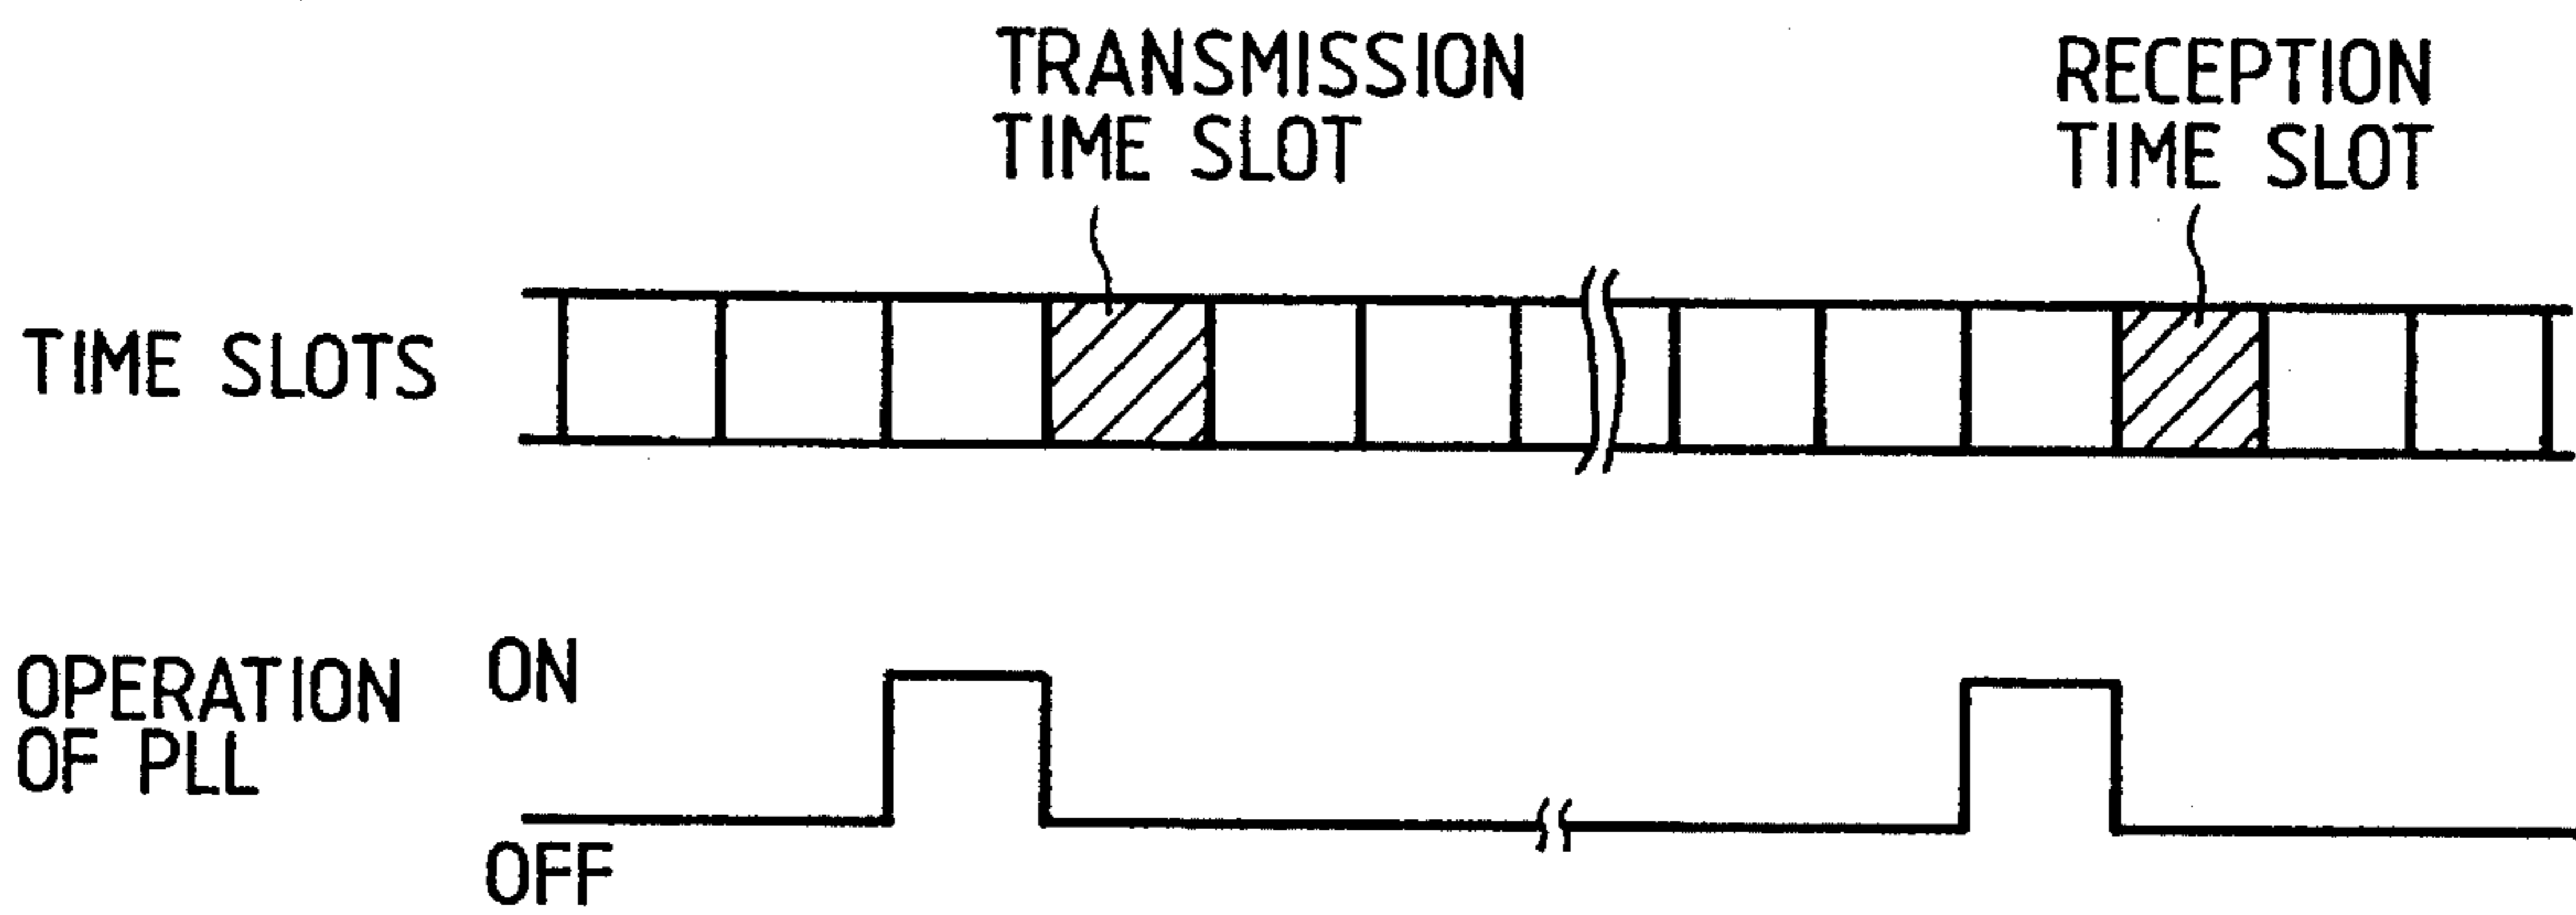 TRANSMISSION
TIME SLOT
RECEPTION
TIME SLOT
TIME SLOTS
OPERATION
OF PLL
ON
OFF